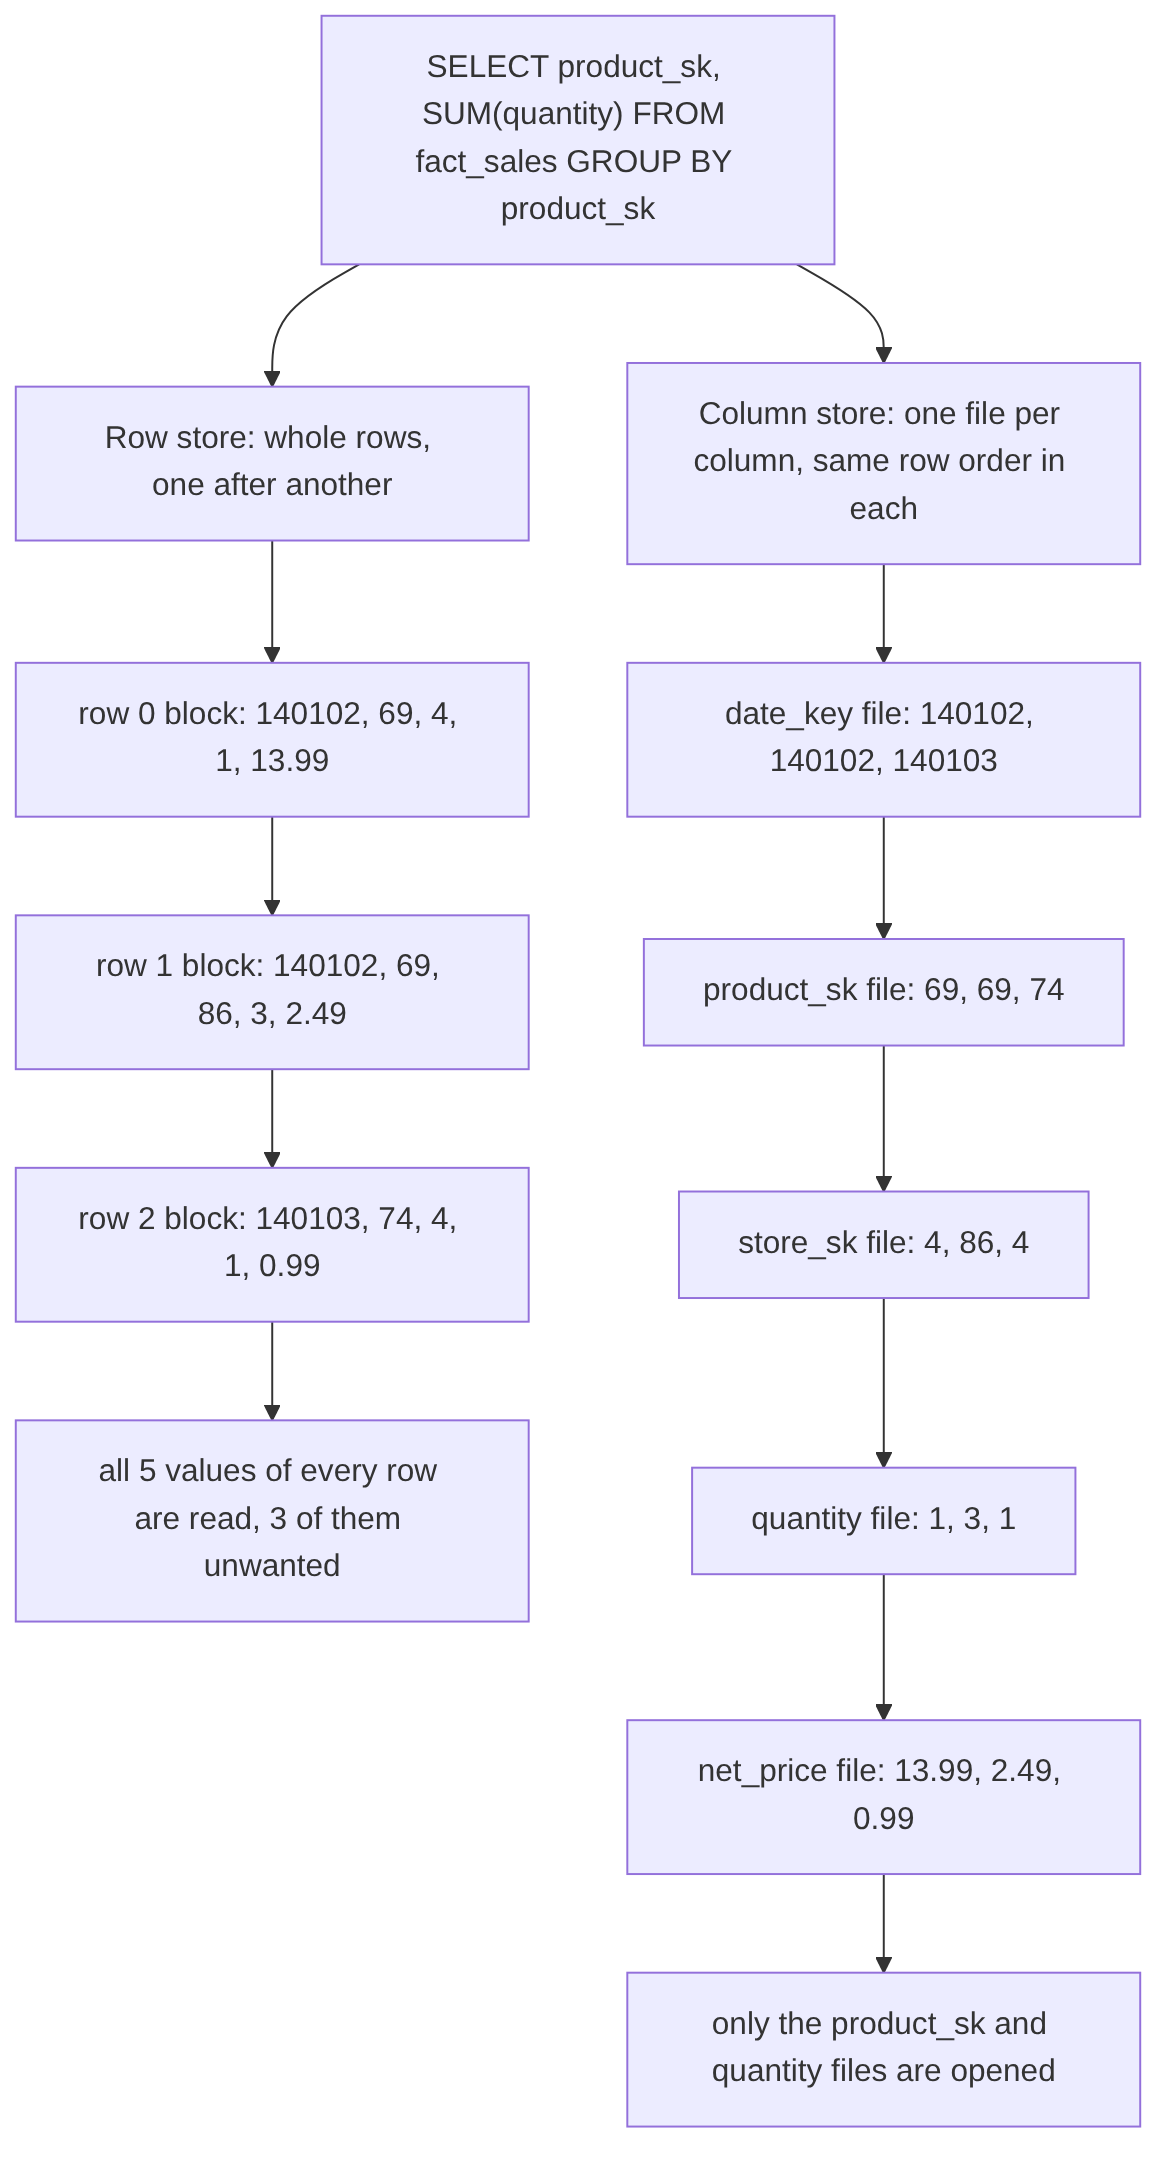 SELECT product_sk,
SUM(quantity) FROM
fact_sales GROUP BY
product_sk
Row store: whole rows,
one after another
row 0 block: 140102, 69, 4,
1, 13.99
row 1 block: 140102, 69,
86, 3, 2.49
row 2 block: 140103, 74, 4,
1, 0.99
all 5 values of every row
are read, 3 of them
unwanted
Column store: one file per
column, same row order in
each
date_key file: 140102,
140102, 140103
product_sk file: 69, 69, 74
store_sk file: 4, 86, 4
quantity file: 1, 3, 1
net_price file: 13.99, 2.49,
0.99
only the product_sk and
quantity files are opened